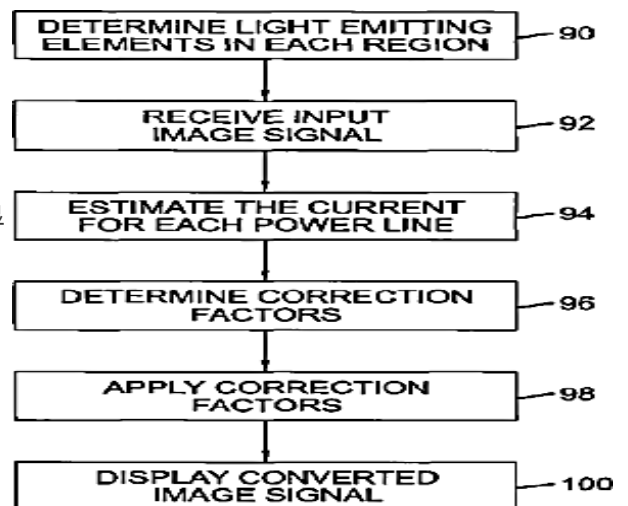 DETERMINE LIGHT EMITTING
ELEMENTS IN EACH REGION
90
RECEIVE INPUT
IMAGE SIGNAL
92
ESTIMATE THE CURRENT
FOR EACH POWER LINE
94
DETERMINE CORRECTION
FACTORS
96
APPLY CORRECTION
FACTORS
98
DISPLAY CONVERTED
IMAGE SIGNAL
100